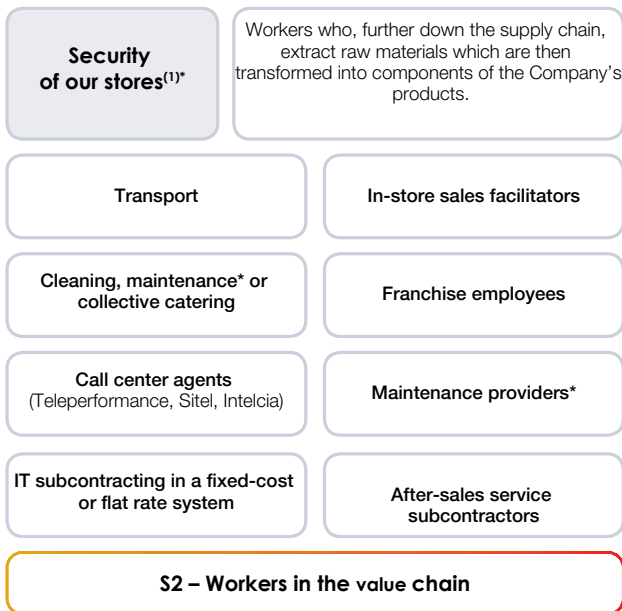 Security
of our stores(1)*
Workers who, further down the supply chain,
extract raw materials which are then
transformed into components of the Company’s
products.
Transport
In-store sales facilitators
Cleaning, maintenance* or
collective catering
Franchise employees
Call center agents
(Teleperformance, Sitel, Intelcia)
Maintenance providers*
IT subcontracting in a fixed-cost
or flat rate system
After-sales service
subcontractors
S2 – Workers in the value chain